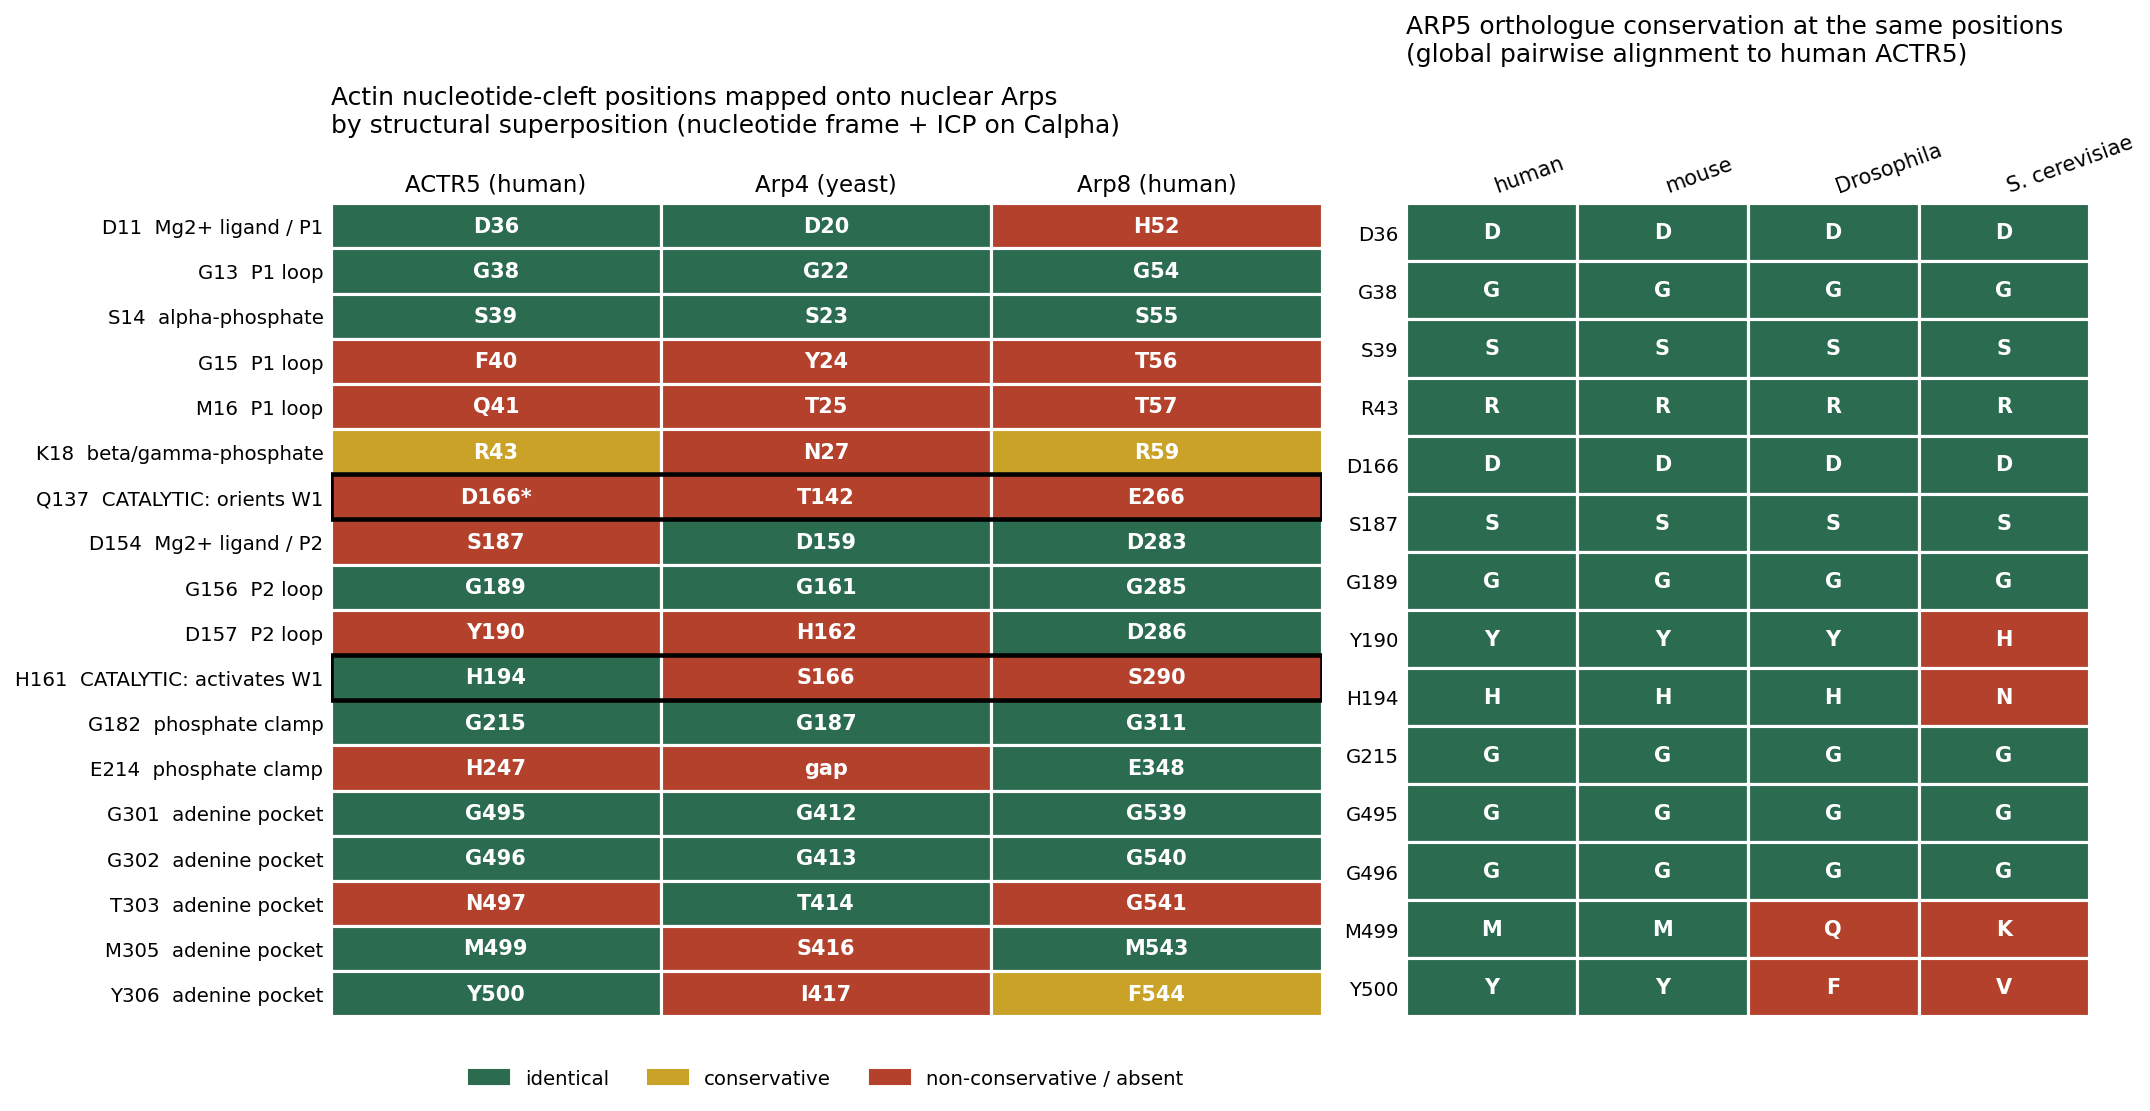 ARP5 orthologue conservation at the same positions
(global pairwise alignment to human ACTR5)
Actin nucleotide-cleft positions mapped onto nuclear Arps
by structural superposition (nucleotide frame + ICP on Calpha)
ACTR5 (human) Arp4 (yeast) Arp8 (human)
D11 Mg2+ ligand / P1 D36 D20 H52
G13 P1 loop G38 G22 G54
S14 alpha-phosphate S39 S23 S55
G15 P1 loop F40 Y24 T56
M16 P1 loop Q41 T25 T57
K18 beta/gamma-phosphate R43 N27 R59
Q137 CATALYTIC: orients W1 D166* T142 E266
D154 Mg2+ ligand / P2 S187 D159 D283
G156 P2 loop G189 G161 G285
D157 P2 loop Y190 H162 D286
H161 CATALYTIC: activates W1 H194 S166 S290
G182 phosphate clamp G215 G187 G311
E214 phosphate clamp H247 gap E348
G301 adenine pocket G495 G412 G539
G302 adenine pocket G496 G413 G540
T303 adenine pocket N497 T414 G541
M305 adenine pocket M499 S416 M543
Y306 adenine pocket Y500 I417 F544
identical conservative non-conservative / absent
human mouse Drosophila S. cerevisiae
D36 D D D D
G38 G G G G
S39 S S S S
R43 R R R R
D166 D D D D
S187 S S S S
G189 G G G G
Y190 Y Y Y H
H194 H H H N
G215 G G G G
G495 G G G G
G496 G G G G
M499 M M Q K
Y500 Y Y F V